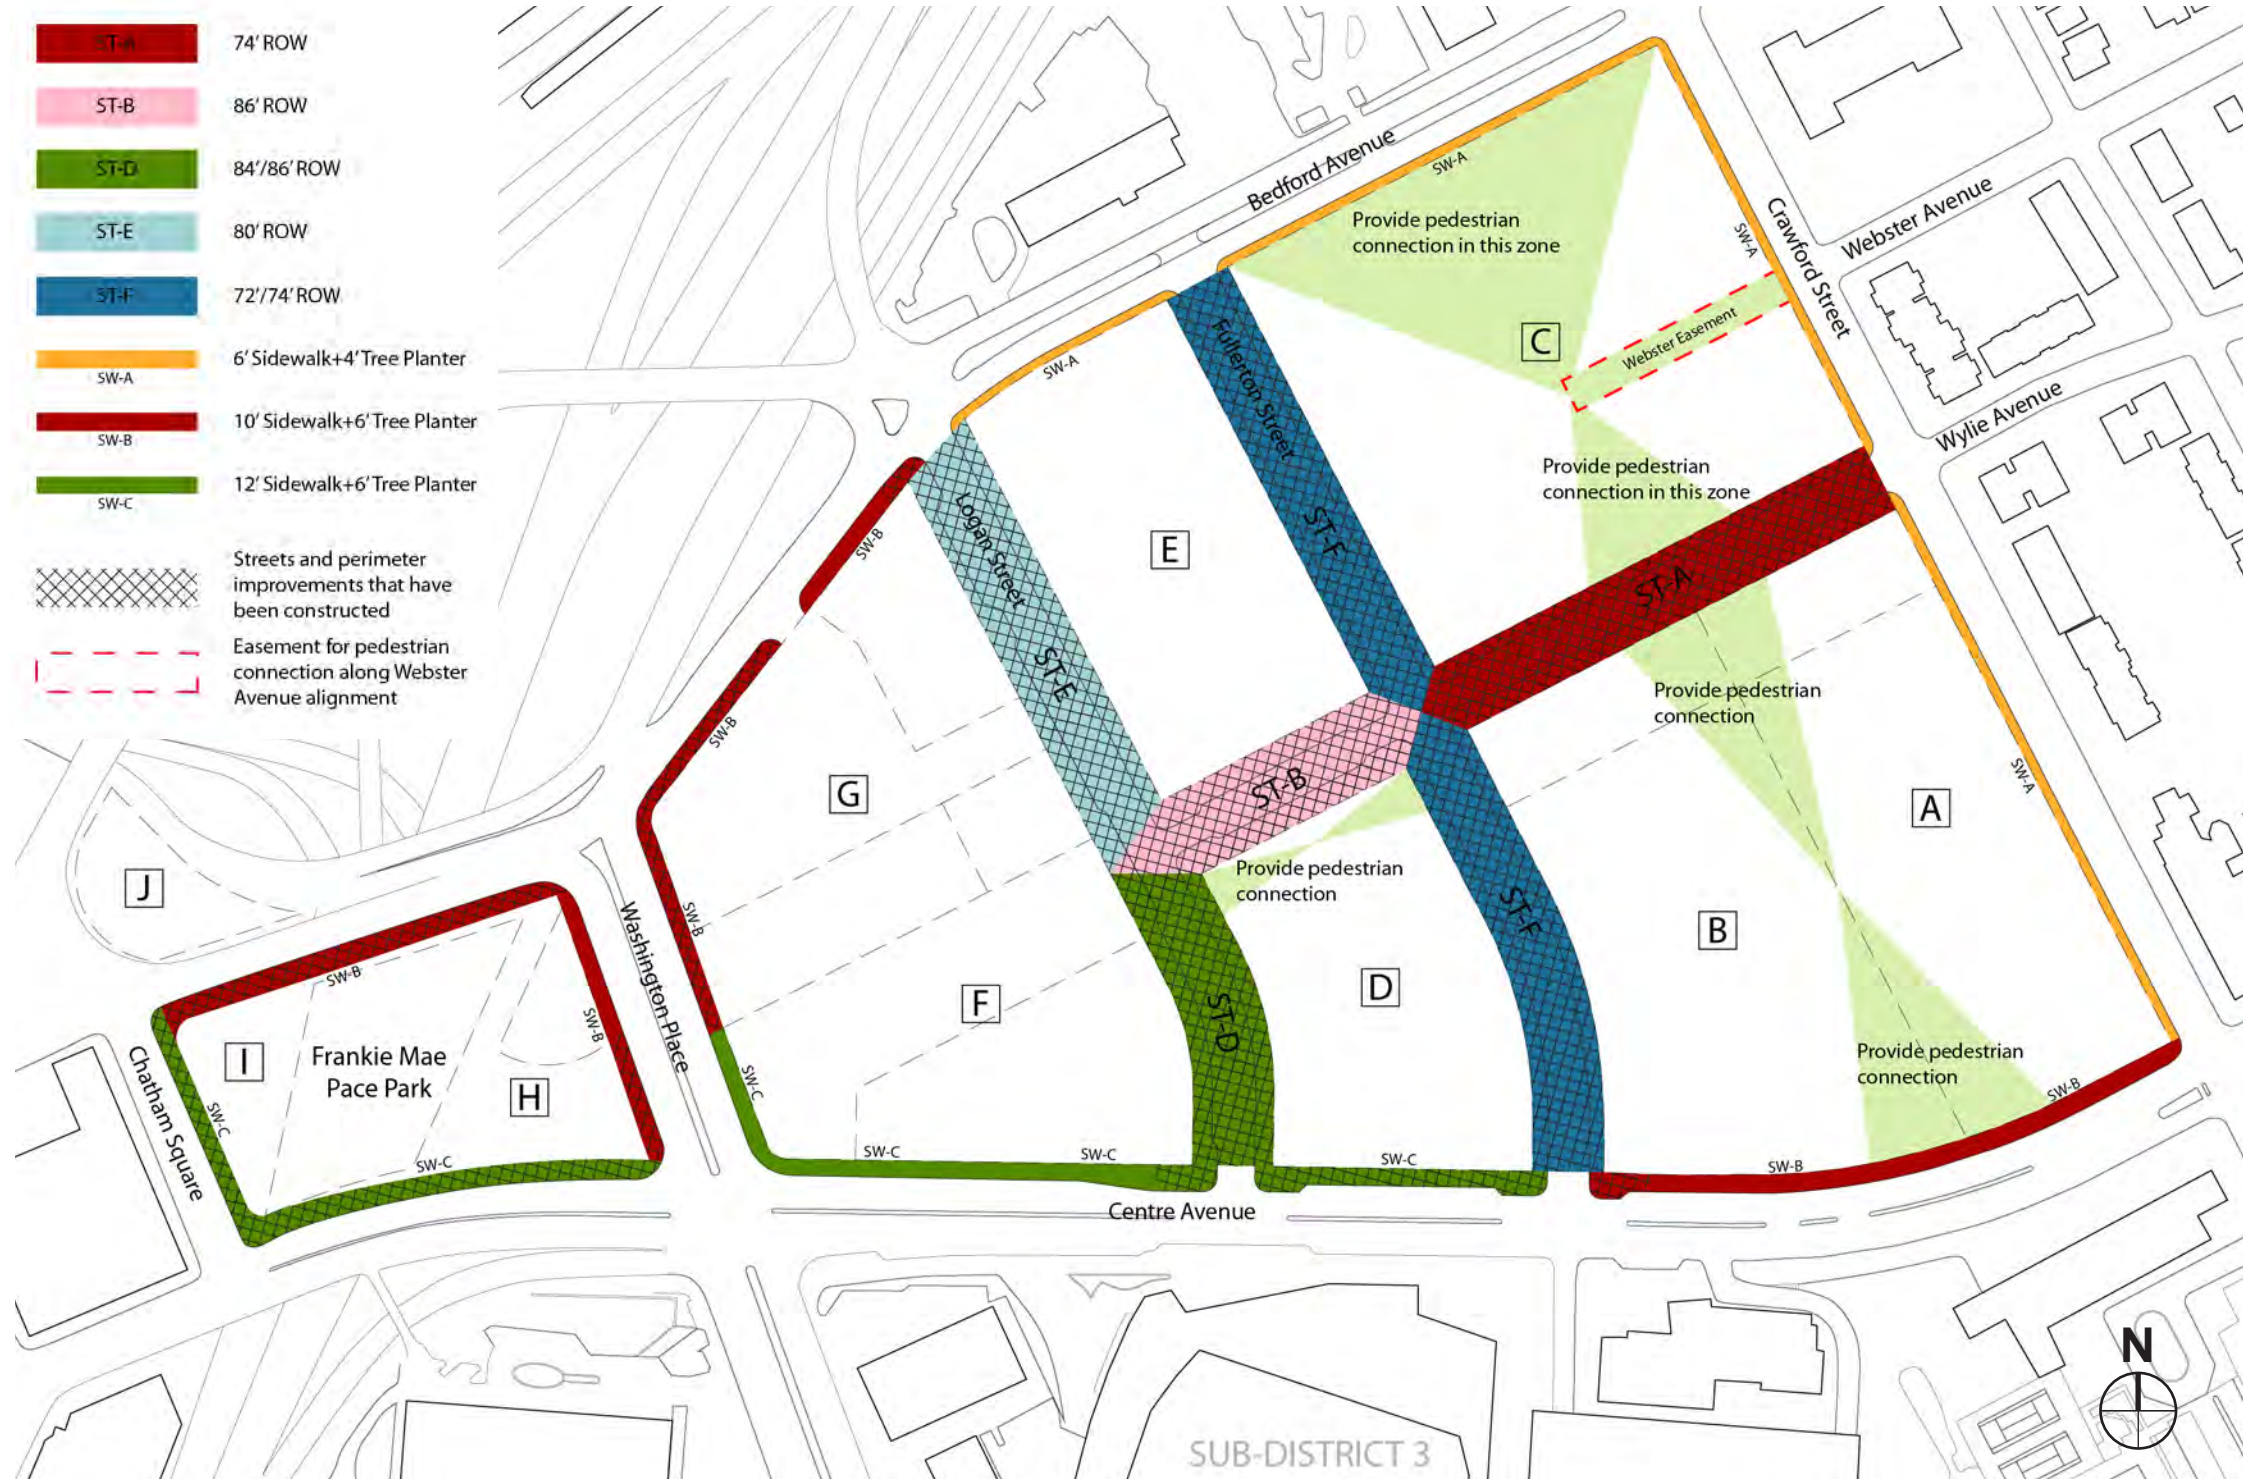 ST-A
74' ROW
ST-B
86' ROW
ST-D
84'/86' ROW
ST-E
80' ROW
ST-F
72'/74' ROW
6' Sidewalk+4' Tree Planter
SW-A
10' Sidewalk+6' Tree Planter
SW-B
12' Sidewalk+6' Tree Planter
SW-C
Streets and perimeter
improvements that have
been constructed
Easement for pedestrian
connection along Webster
Avenue alignment
Bedford Avenue
SW-A
Provide pedestrian
connection in this zone
SW-A
Crawford Street
Webster Avenue
Wylie Avenue
C
Webster Easement
SW-A
Fullerton Street
ST-F
E
Provide pedestrian
connection in this zone
ST-A
SW-B
Logan Street
ST-E
SW-B
G
ST-B
Provide pedestrian
connection
A
SW-A
J
Provide pedestrian
connection
ST-F
B
SW-B
Washington Place
SW-B
SW-B
I
Frankie Mae
Pace Park
H
F
ST-D
D
Provide pedestrian
connection
SW-B
Chatham Square
SW-C
SW-C
SW-C
SW-C
SW-C
SW-C
SW-B
Centre Avenue
N
SUB-DISTRICT 3